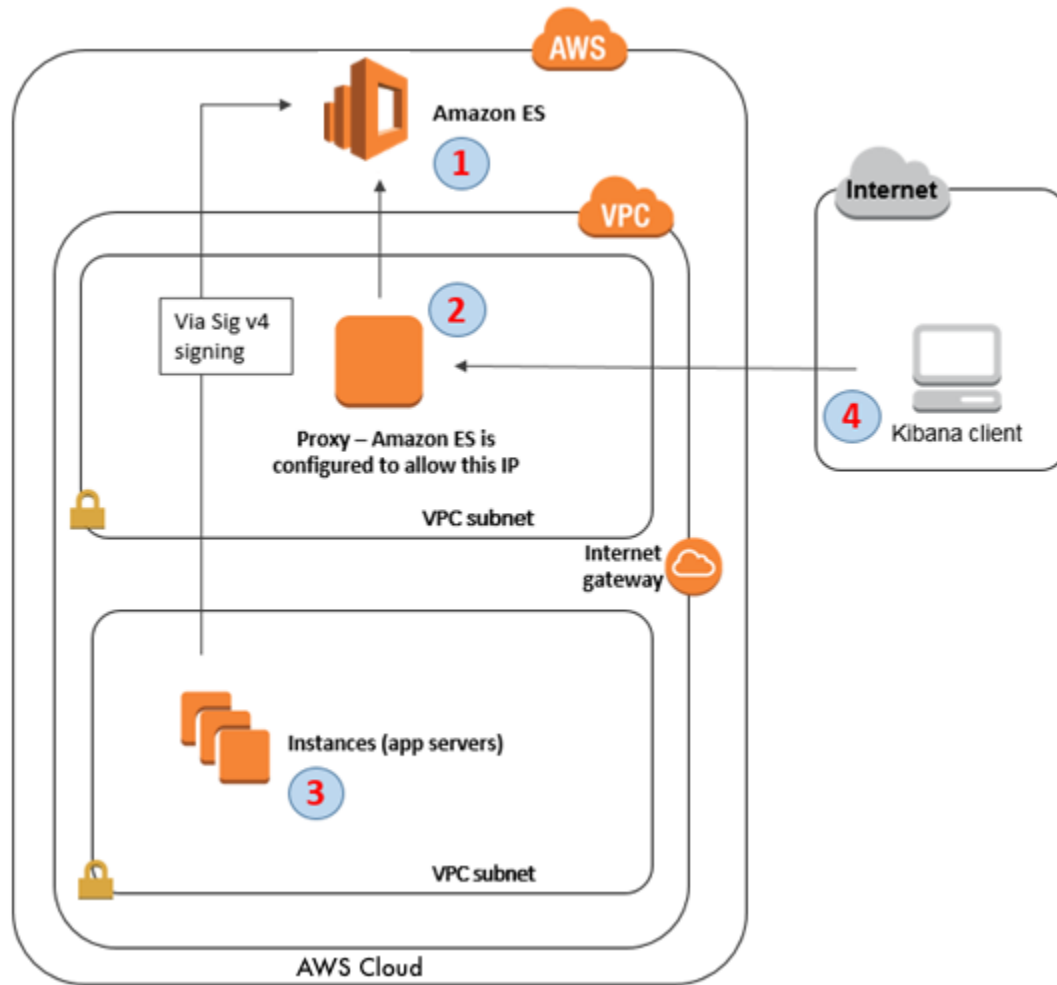 AWS
Amazon ES
1
Internet
VPC
2
Via Sig v4
signing
4
Kibana client
Proxy – Amazon ES is
configured to allow this IP
VPC subnet
Internet
gateway
Instances (app servers)
3
VPC subnet
AWS Cloud